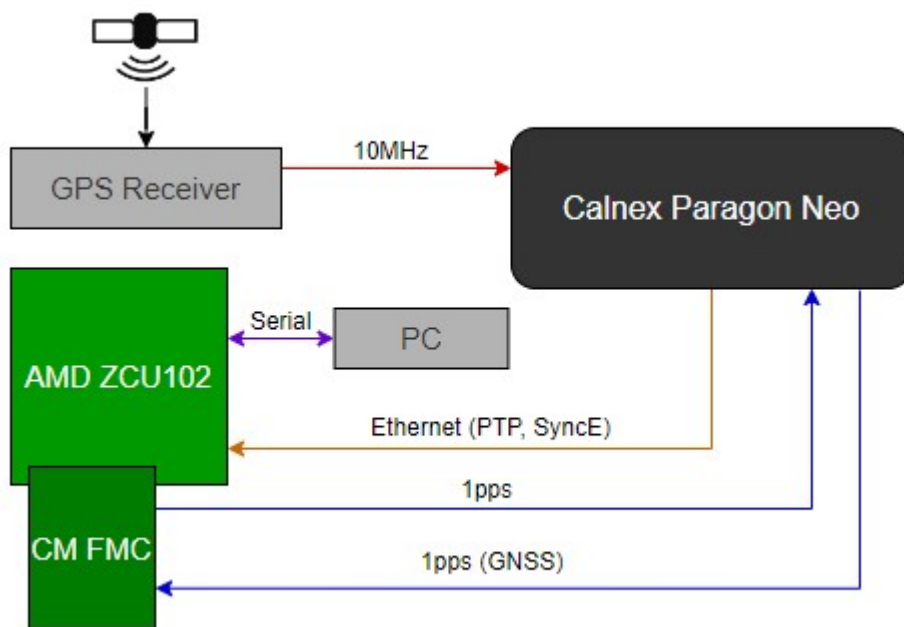 10MHz
GPS Receiver
Calnex Paragon Neo
Serial
PC
AMD ZCU102
Ethernet (PTP, SyncE)
1pps
CM FMC
1pps (GNSS)